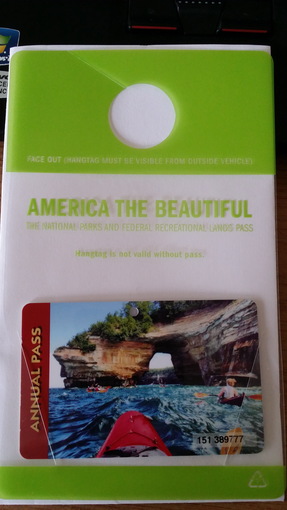 FACE OUT (HANGTAG MUST BE VISIBLE FROM OUTSIDE VEHICLE)
AMERICA THE BEAUTIFUL
THE NATIONAL PARKS AND FEDERAL RECREATIONAL LANDS PASS
Hangtag is not valid without pass.
ANNUAL PASS
151 389777